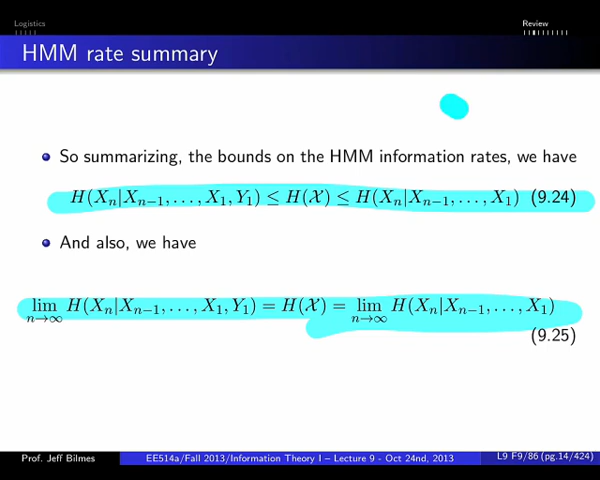 Logistics Review
HMM rate summary
So summarizing, the bounds on the HMM information rates, we have
H(Xₙ|Xₙ₋₁, . . . , X₁, Y₁) ≤ H(𝒳) ≤ H(Xₙ|Xₙ₋₁, . . . , X₁) (9.24)
And also, we have
lim H(Xₙ|Xₙ₋₁, . . . , X₁, Y₁) = H(𝒳) = lim H(Xₙ|Xₙ₋₁, . . . , X₁)
n→∞ n→∞
(9.25)
Prof. Jeff Bilmes EE514a/Fall 2013/Information Theory I – Lecture 9 - Oct 24nd, 2013 L9 F9/86 (pg.14/424)